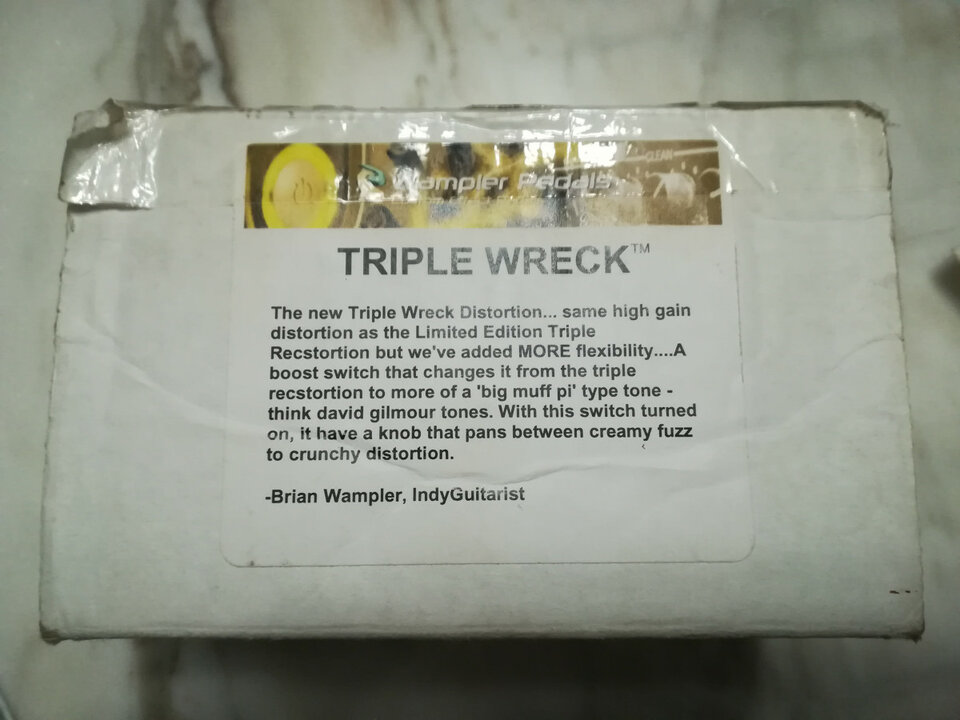 CLEAN
Wampler Pedals
TRIPLE WRECK™
The new Triple Wreck Distortion... same high gain
distortion as the Limited Edition Triple
Recstortion but we've added MORE flexibility....A
boost switch that changes it from the triple
recstortion to more of a 'big muff pi' type tone -
think david gilmour tones. With this switch turned
on, it have a knob that pans between creamy fuzz
to crunchy distortion.
-Brian Wampler, IndyGuitarist